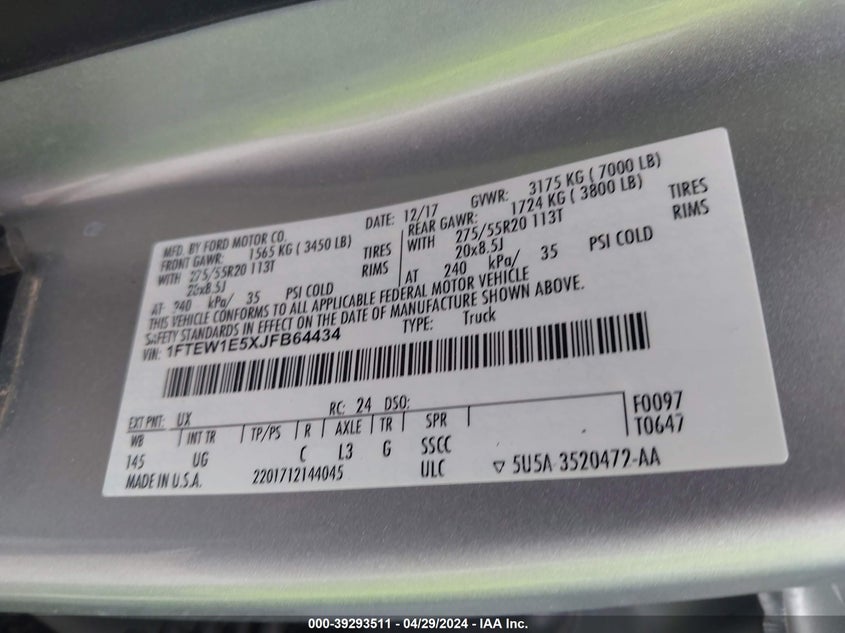 MFD. BY FORD MOTOR CO. DATE: 12/17 GVWR: 3175 KG ( 7000 LB)
FRONT GAWR: 1565 KG ( 3450 LB) REAR GAWR: 1724 KG ( 3800 LB)
WITH 275/55R20 113T TIRES WITH 275/55R20 113T TIRES
20x8.5J RIMS 20x8.5J RIMS
AT 240 kPa/ 35 PSI COLD AT 240 kPa/ 35 PSI COLD
THIS VEHICLE CONFORMS TO ALL APPLICABLE FEDERAL MOTOR VEHICLE
SAFETY STANDARDS IN EFFECT ON THE DATE OF MANUFACTURE SHOWN ABOVE.
VIN: 1FTEW1E5XJFB64434 TYPE: Truck
EXT PNT: UX RC: 24 DSO: F0097
WB INT TR TP/PS R AXLE TR SPR T0647
145 UG C L3 G SSCC
MADE IN U.S.A. 2201712144045 ULC ▽ 5U5A-3520472-AA
000-39293511 - 04/29/2024 - IAA Inc.